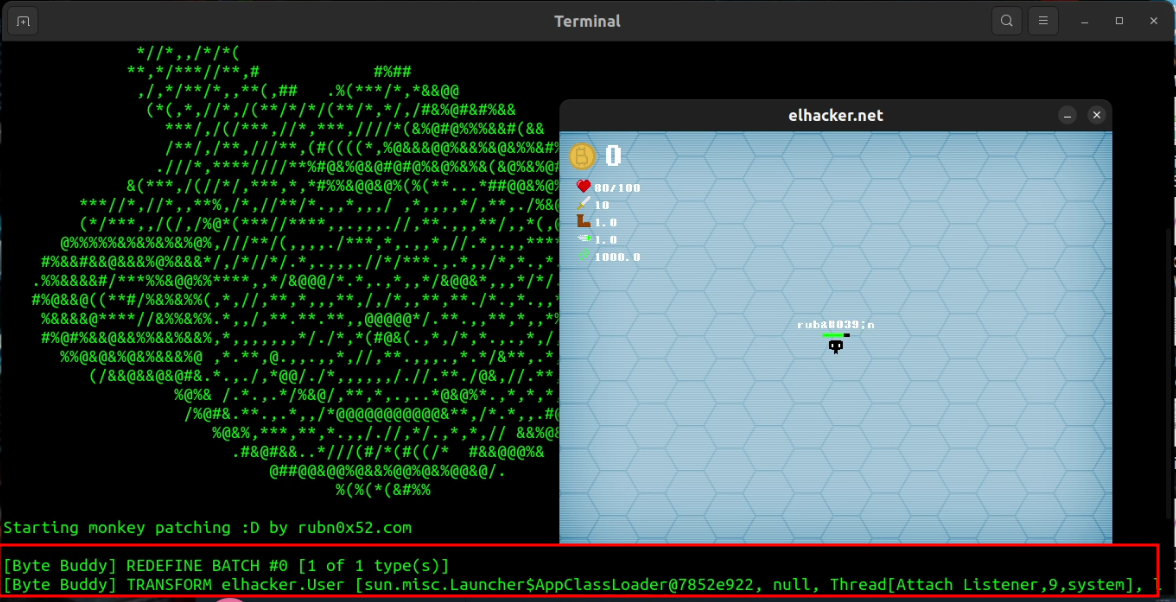 Terminal
elhacker.net
B 0
80/100
10
1.0
1.0
1000.0
rub&#039;n
Starting monkey patching :D by rubn0x52.com
[Byte Buddy] REDEFINE BATCH #0 [1 of 1 type(s)]
[Byte Buddy] TRANSFORM elhacker.User [sun.misc.Launcher$AppClassLoader@7852e922, null, Thread[Attach Listener,9,system],